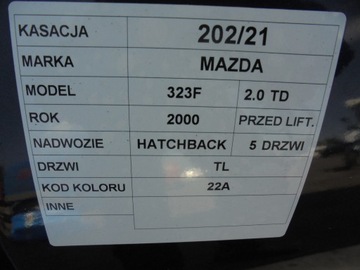 KASACJA 202/21
MARKA MAZDA
MODEL 323F 2.0 TD
ROK 2000 PRZED LIFT.
NADWOZIE HATCHBACK 5 DRZWI
DRZWI TL
KOD KOLORU 22A
INNE